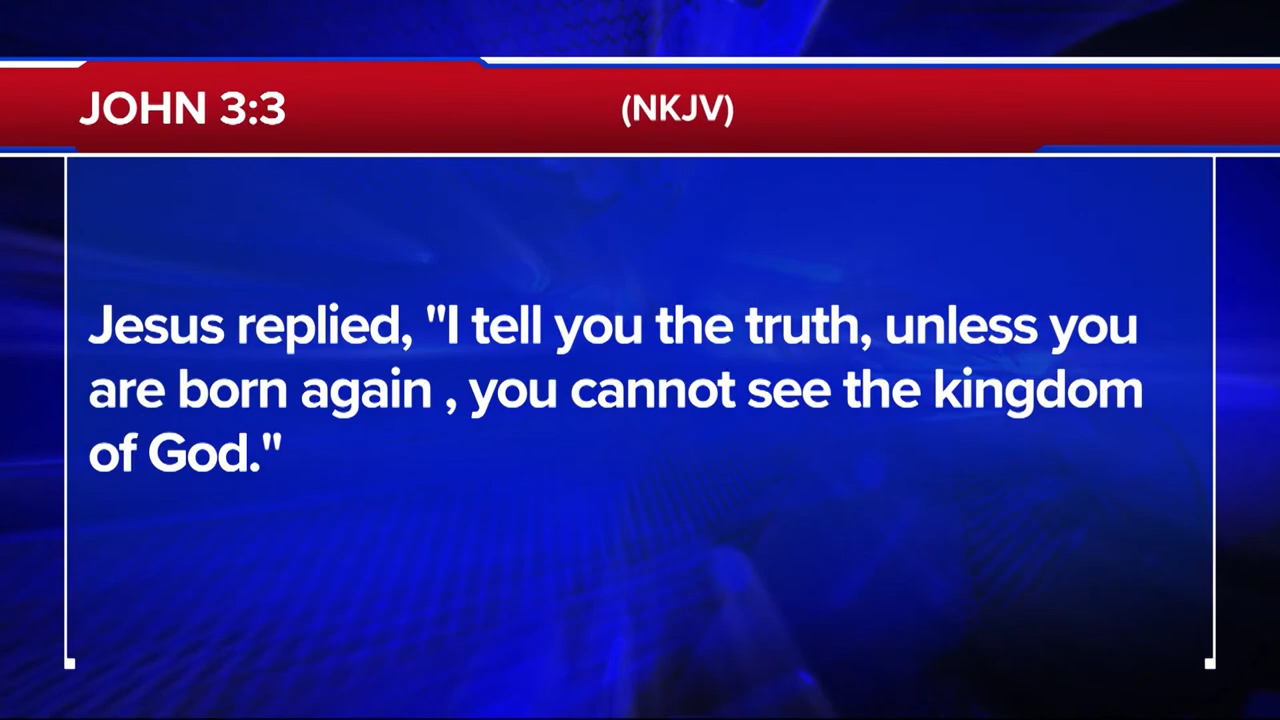 JOHN 3:3 (NKJV)
Jesus replied, "I tell you the truth, unless you
are born again , you cannot see the kingdom
of God."